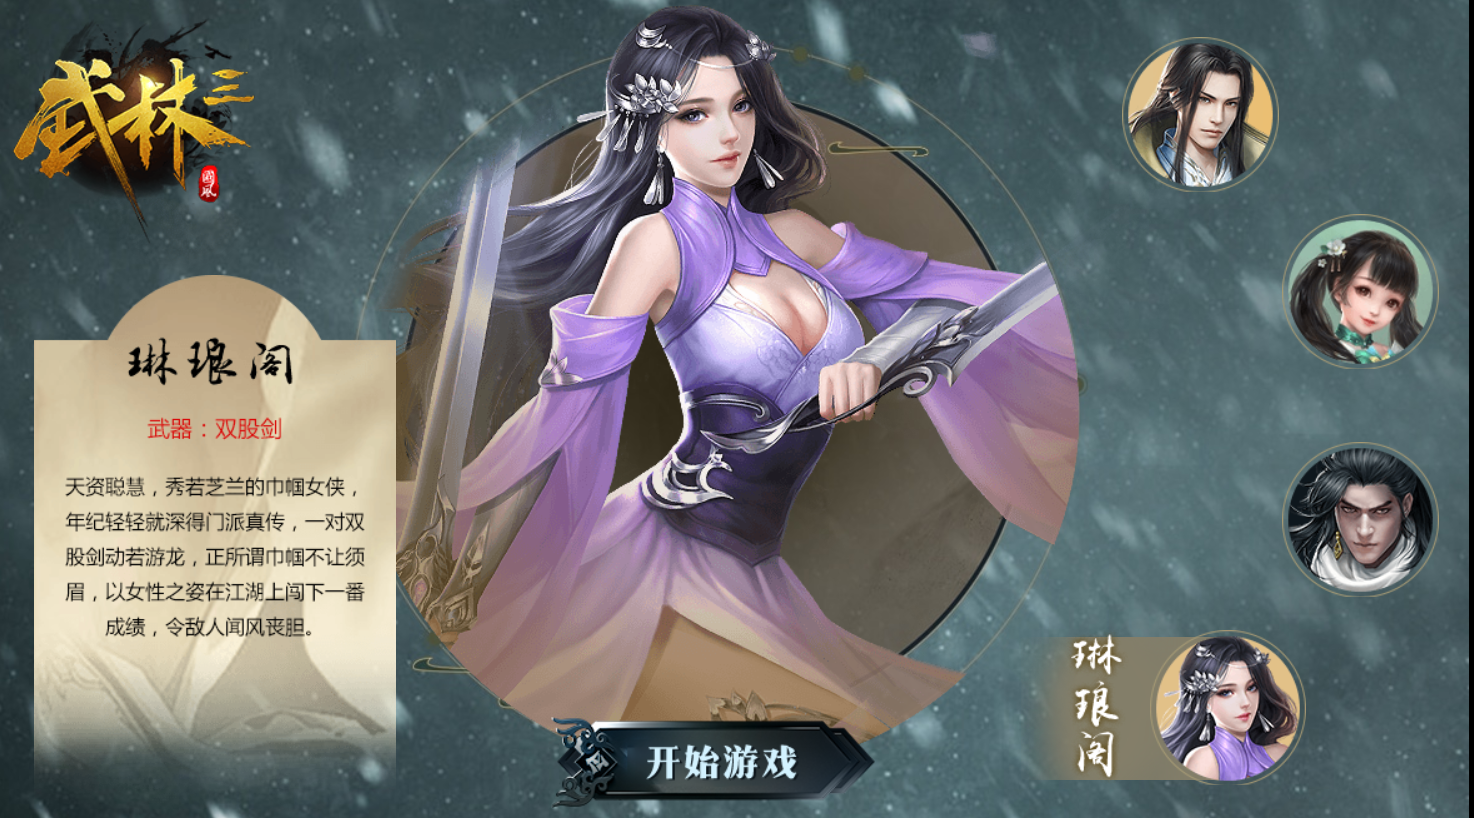 武林三
國風
琳琅阁
武器：双股剑
天资聪慧，秀若芝兰的巾帼女侠，
年纪轻轻就深得门派真传，一对双
股剑动若游龙，正所谓巾帼不让须
眉，以女性之姿在江湖上闯下一番
成绩，令敌人闻风丧胆。
开始游戏
琳琅阁